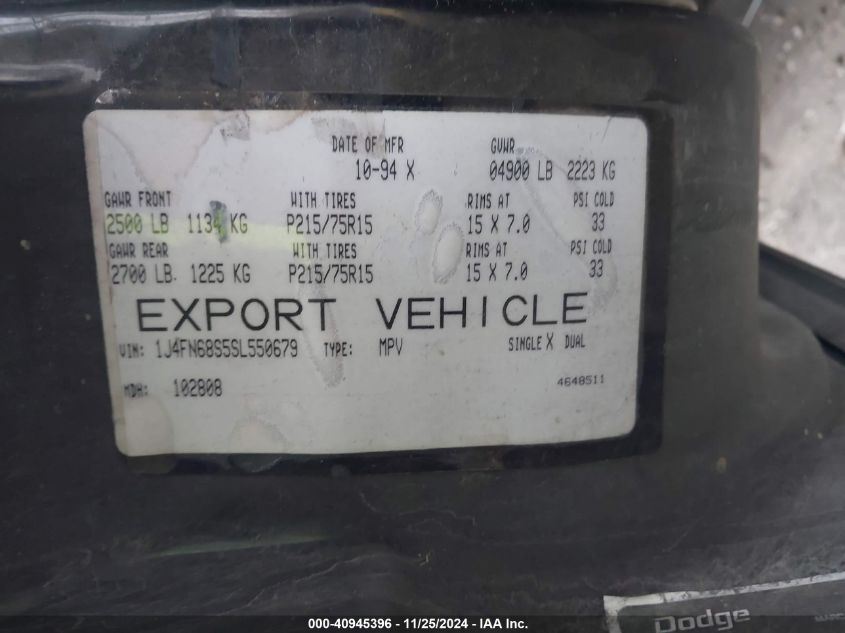 DATE OF MFR GVWR
10-94 X 04900 LB 2223 KG
GAWR FRONT WITH TIRES RIMS AT PSI COLD
2500 LB 1134 KG P215/75R15 15 X 7.0 33
GAWR REAR WITH TIRES RIMS AT PSI COLD
2700 LB 1225 KG P215/75R15 15 X 7.0 33
EXPORT VEHICLE
VIN: 1J4FN68S5SL550679 TYPE: MPV SINGLE X DUAL
MDH: 102808 4648511
Dodge
000-40945396 - 11/25/2024 - IAA Inc.